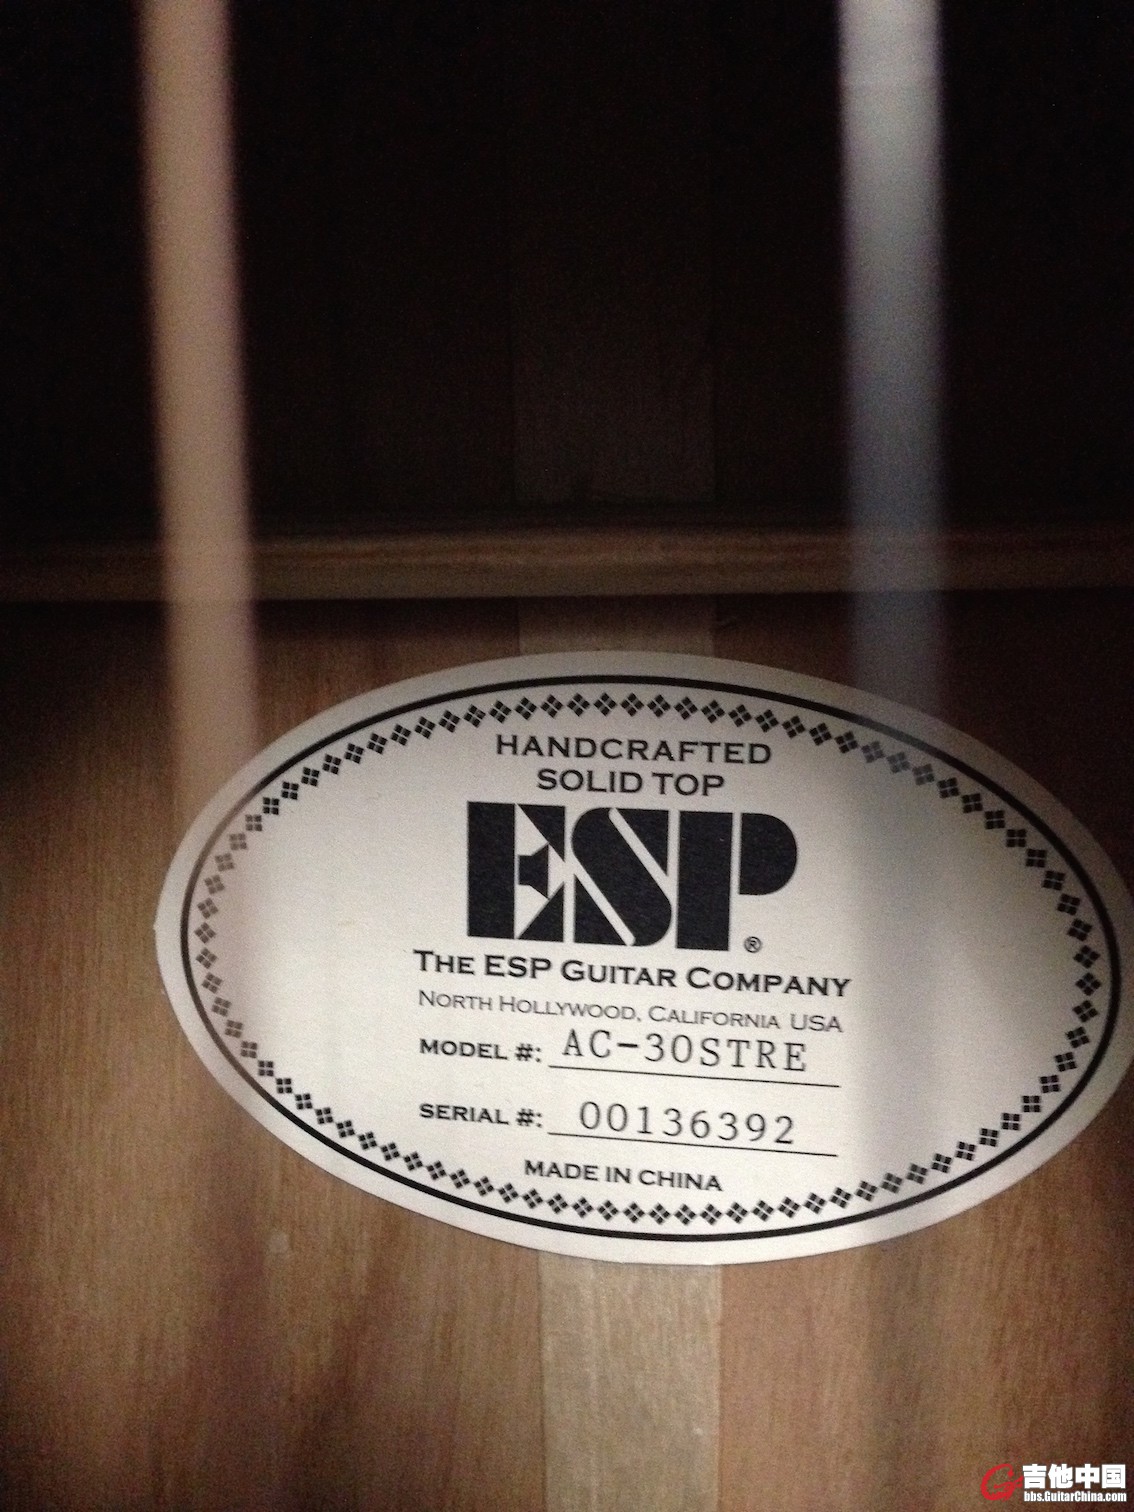 HANDCRAFTED
SOLID TOP
ESP®
THE ESP GUITAR COMPANY
NORTH HOLLYWOOD, CALIFORNIA USA
MODEL #: AC-30STRE
SERIAL #: 00136392
MADE IN CHINA
吉他中国
bbs.GuitarChina.com